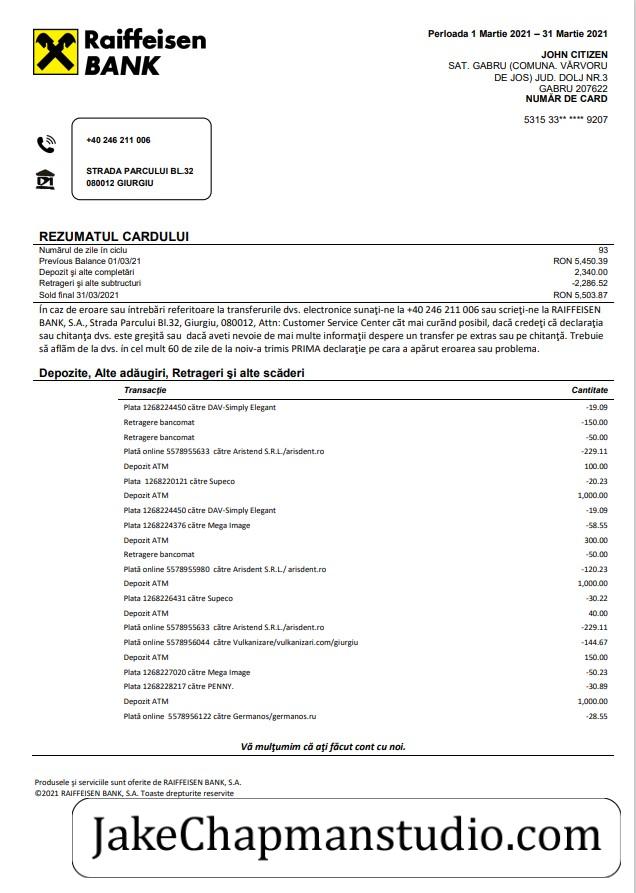 Raiffeisen
BANK
Perloada 1 Martie 2021 – 31 Martie 2021
JOHN CITIZEN
SAT. GABRU (COMUNA. VÂRVORU
DE JOS) JUD. DOLJ NR.3
GABRU 207622
NUMĂR DE CARD
5315 33** **** 9207
+40 246 211 006
STRADA PARCULUI BL.32
080012 GIURGIU
REZUMATUL CARDULUI
Numărul de zile în ciclu 93
Previous Balance 01/03/21 RON 5,450.39
Depozit şi alte completări 2,340.00
Retrageri şi alte subtructuri -2,286.52
Sold final 31/03/2021 RON 5,503.87
În caz de eroare sau întrebări referitoare la transferurile dvs. electronice sunaţi-ne la +40 246 211 006 sau scrieţi-ne la RAIFFEISEN
BANK, S.A., Strada Parcului Bl.32, Giurgiu, 080012, Attn: Customer Service Center cât mai curând posibil, dacă credeţi că declaraţia
sau chitanţa dvs. este greşită sau dacă aveti nevoie de mai multe informaţii despere un transfer pe extras sau pe chitanţă. Trebuie
să aflăm de la dvs. în cel mult 60 de zile de la noiv-a trimis PRIMA declaraţie pe cara a apărut eroarea sau problema.
Depozite, Alte adăugiri, Retrageri şi alte scăderi
Transacţie Cantitate
Plata 1268224450 către DAV-Simply Elegant -19.09
Retragere bancomat -150.00
Retragere bancomat -50.00
Plată online 5578955633 către Aristend S.R.L./arisdent.ro -229.11
Depozit ATM 100.00
Plata 1268220121 către Supeco -20.23
Depozit ATM 1,000.00
Plata 1268224450 către DAV-Simply Elegant -19.09
Plata 1268224376 către Mega Image -58.55
Depozit ATM 300.00
Retragere bancomat -50.00
Plată online 5578955980 către Arisdent S.R.L./ arisdent.ro -120.23
Depozit ATM 1,000.00
Plata 1268226431 către Supeco -30.22
Depozit ATM 40.00
Plată online 5578955633 către Aristend S.R.L./arisdent.ro -229.11
Plată online 5578956044 către Vulkanizare/vulkanizari.com/giurgiu -144.67
Depozit ATM 150.00
Plată 1268227020 către Mega Image -50.23
Plata 1268228217 către PENNY. -30.89
Depozit ATM 1,000.00
Plată online 5578956122 către Germanos/germanos.ru -28.55
Vă mulţumim că aţi făcut cont cu noi.
Produsele şi serviciile sunt oferite de RAIFFEISEN BANK, S.A.
©2021 RAIFFEISEN BANK, S.A. Toaste drepturite reservite
JakeChapmanstudio.com